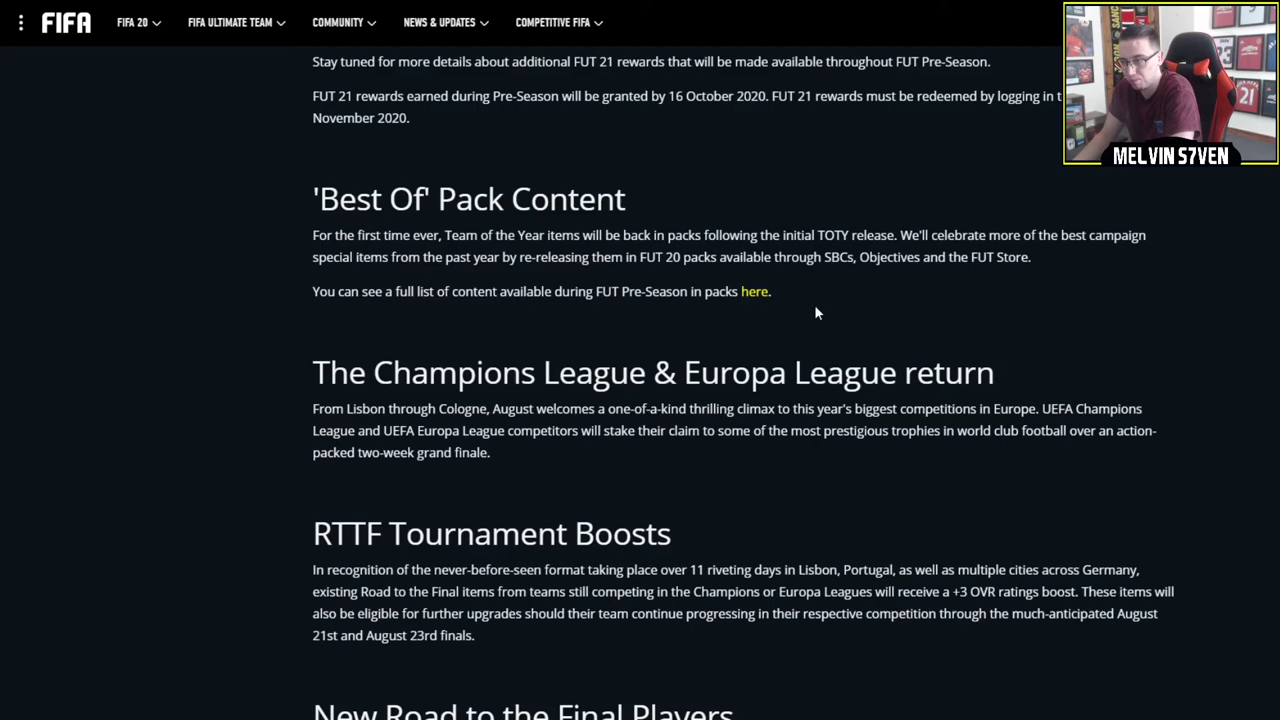 FIFA
FIFA 20
FIFA ULTIMATE TEAM
COMMUNITY
NEWS & UPDATES
COMPETITIVE FIFA
Stay tuned for more details about additional FUT 21 rewards that will be made available throughout FUT Pre-Season.
FUT 21 rewards earned during Pre-Season will be granted by 16 October 2020. FUT 21 rewards must be redeemed by logging in t
November 2020.
21
MELVIN S7VEN
'Best Of' Pack Content
For the first time ever, Team of the Year items will be back in packs following the initial TOTY release. We'll celebrate more of the best campaign
special items from the past year by re-releasing them in FUT 20 packs available through SBCs, Objectives and the FUT Store.
You can see a full list of content available during FUT Pre-Season in packs here.
The Champions League & Europa League return
From Lisbon through Cologne, August welcomes a one-of-a-kind thrilling climax to this year's biggest competitions in Europe. UEFA Champions
League and UEFA Europa League competitors will stake their claim to some of the most prestigious trophies in world club football over an action-
packed two-week grand finale.
RTTF Tournament Boosts
In recognition of the never-before-seen format taking place over 11 riveting days in Lisbon, Portugal, as well as multiple cities across Germany,
existing Road to the Final items from teams still competing in the Champions or Europa Leagues will receive a +3 OVR ratings boost. These items will
also be eligible for further upgrades should their team continue progressing in their respective competition through the much-anticipated August
21st and August 23rd finals.
New Road to the Final Players